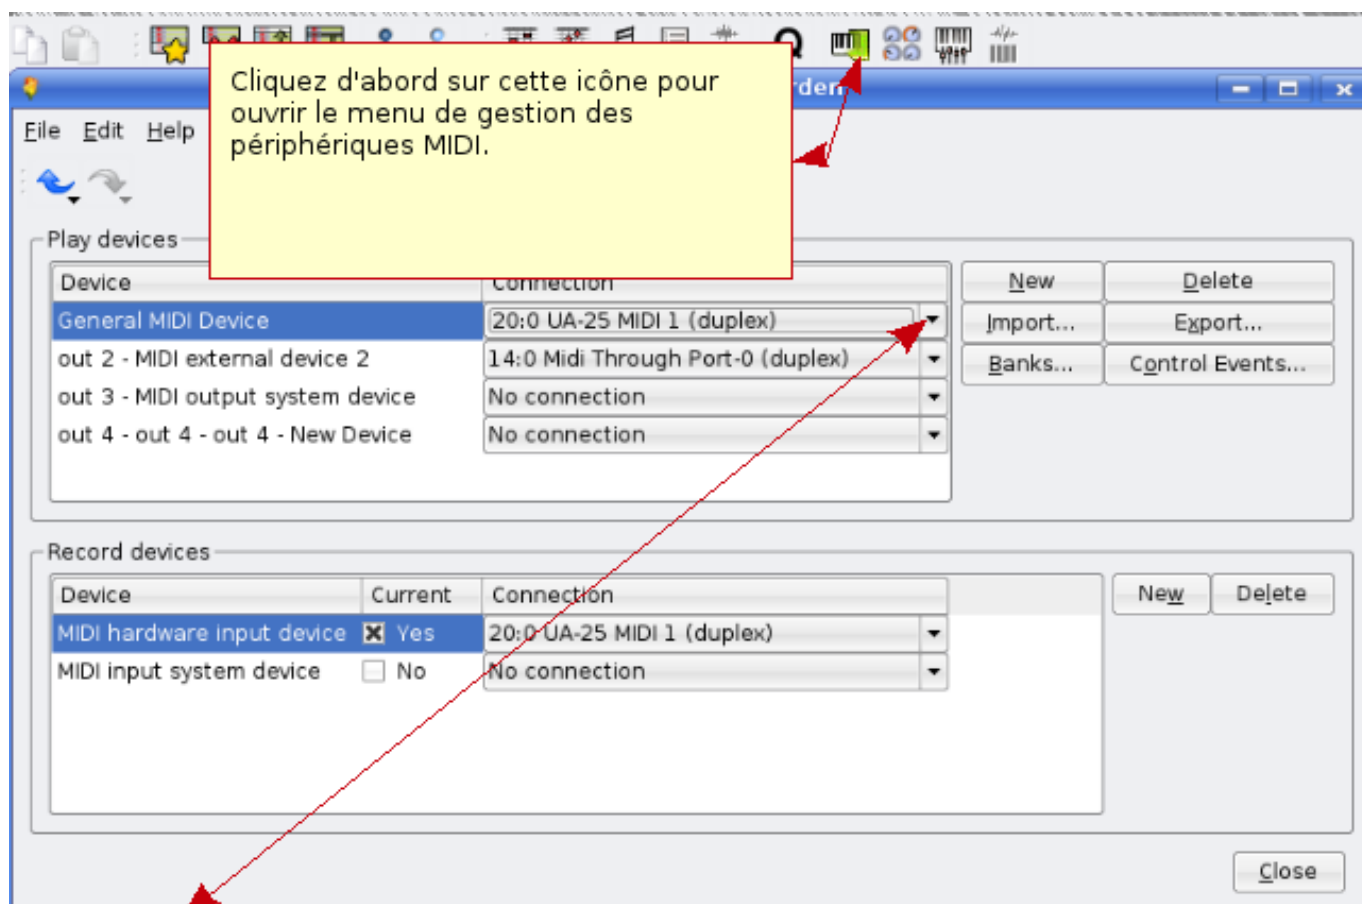 Cliquez d'abord sur cette icône pour
ouvrir le menu de gestion des
périphériques MIDI.
File Edit Help
Play devices
Device Connection
General MIDI Device 20:0 UA-25 MIDI 1 (duplex)
out 2 - MIDI external device 2 14:0 Midi Through Port-0 (duplex)
out 3 - MIDI output system device No connection
out 4 - out 4 - out 4 - New Device No connection
New Delete
Import... Export...
Banks... Control Events...
Record devices
Device Current Connection
MIDI hardware input device Yes 20:0 UA-25 MIDI 1 (duplex)
MIDI input system device No No connection
New Delete
Close